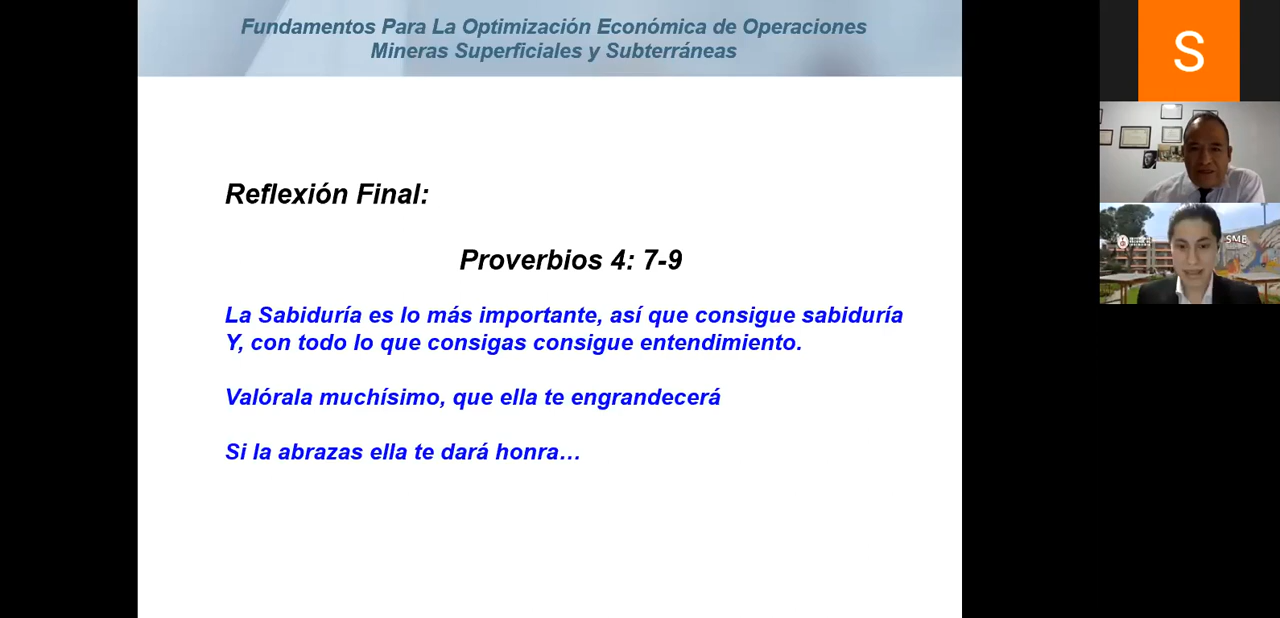 Fundamentos Para La Optimización Económica de Operaciones
Mineras Superficiales y Subterráneas
Reflexión Final:
Proverbios 4: 7-9
La Sabiduría es lo más importante, así que consigue sabiduría
Y, con todo lo que consigas consigue entendimiento.
Valórala muchísimo, que ella te engrandecerá
Si la abrazas ella te dará honra…
S
SME